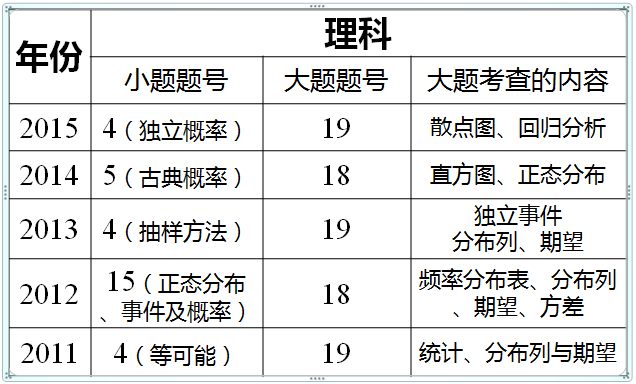 年份 理科
小题题号 大题题号 大题考查的内容
2015 4（独立概率） 19 散点图、回归分析
2014 5（古典概率） 18 直方图、正态分布
2013 4（抽样方法） 19 独立事件
分布列、期望
2012 15（正态分布
、事件及概率） 18 频率分布表、分布列
、期望、方差
2011 4（等可能） 19 统计、分布列与期望